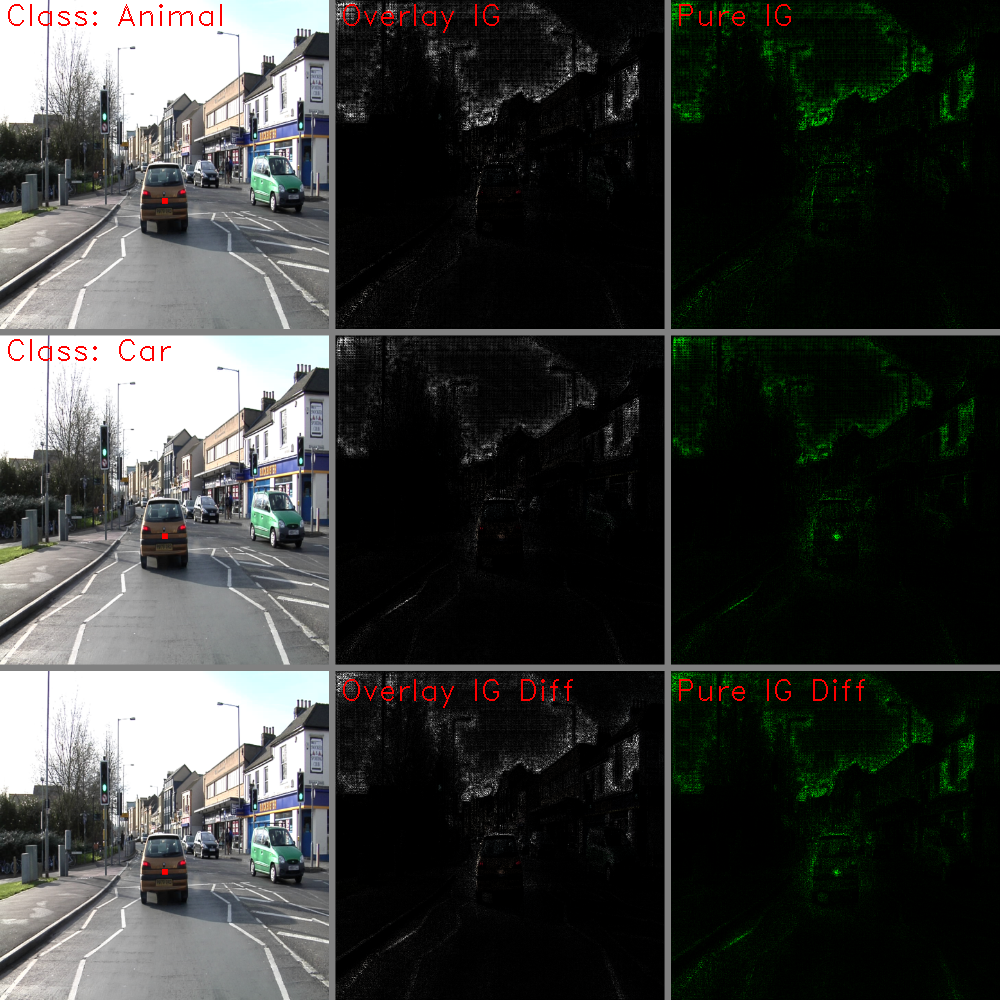 Class: Animal
Overlay IG
Pure IG
Class: Car
Overlay IG Diff
Pure IG Diff